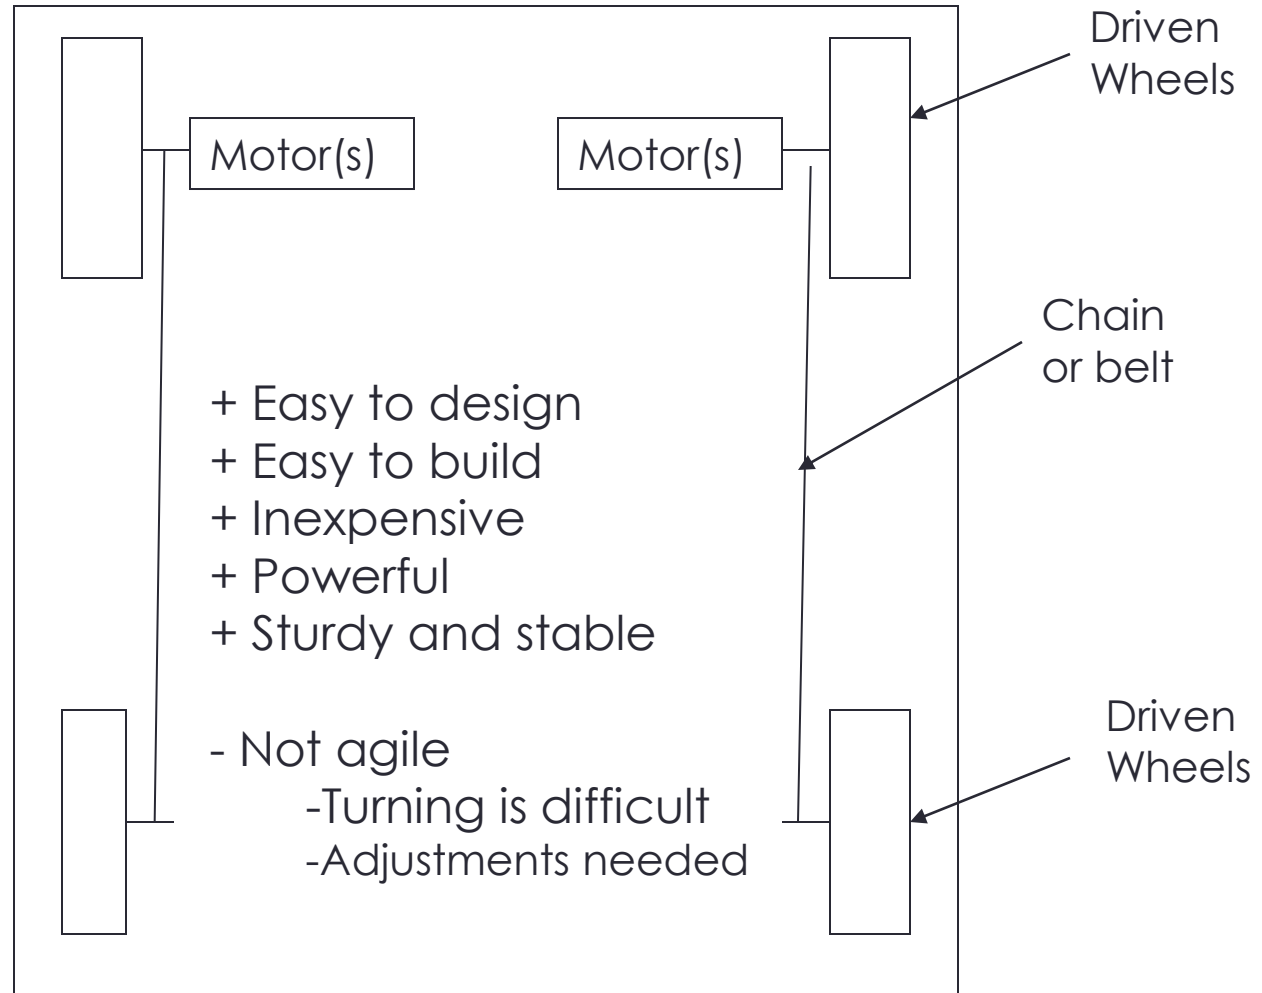 Driven
Wheels
Motor(s)
Motor(s)
Chain
or belt
+ Easy to design
+ Easy to build
+ Inexpensive
+ Powerful
+ Sturdy and stable
Driven
Wheels
- Not agile
-Turning is difficult
-Adjustments needed